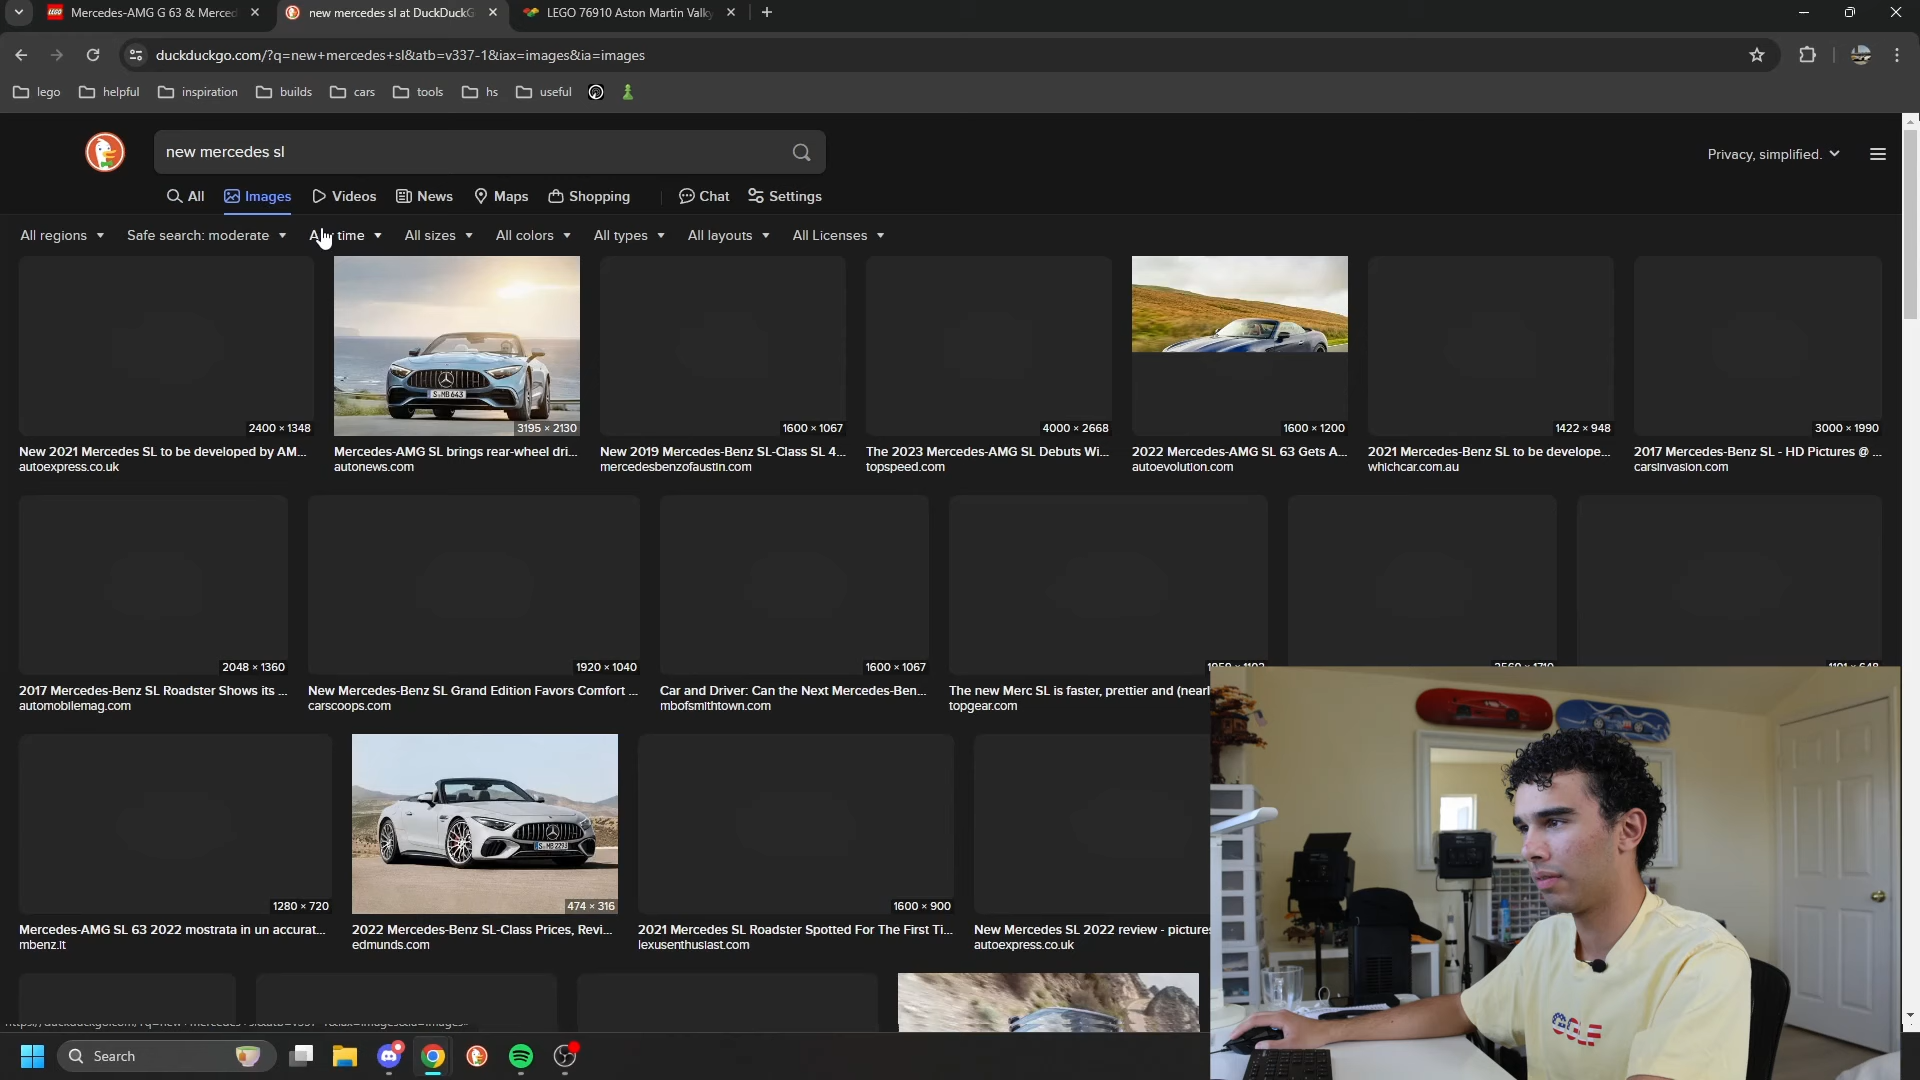 LEGO Mercedes-AMG G 63 & Merced
new mercedes sl at DuckDuckG
LEGO 76910 Aston Martin Valky
duckduckgo.com/?q=new+mercedes+sl&atb=v337-1&iax=images&ia=images
lego helpful inspiration builds cars tools hs useful
new mercedes sl
Privacy, simplified.
All Images Videos News Maps Shopping Chat Settings
All regions Safe search: moderate time All sizes All colors All types All layouts All Licenses
2400 × 1348 3195 × 2130 1600 × 1067 4000 × 2668 1600 × 1200 1422 × 948 3000 × 1990
S·MB643
New 2021 Mercedes SL to be developed by AM... Mercedes-AMG SL brings rear-wheel dri... New 2019 Mercedes-Benz SL-Class SL 4... The 2023 Mercedes-AMG SL Debuts Wi... 2022 Mercedes-AMG SL 63 Gets A... 2021 Mercedes-Benz SL to be develope... 2017 Mercedes-Benz SL - HD Pictures @ ...
autoexpress.co.uk autonews.com mercedesbenzofaustin.com topspeed.com autoevolution.com whichcar.com.au carsinvasion.com
2048 × 1360 1920 × 1040 1600 × 1067
2017 Mercedes-Benz SL Roadster Shows its ... New Mercedes-Benz SL Grand Edition Favors Comfort ... Car and Driver: Can the Next Mercedes-Ben... The new Merc SL is faster, prettier and (nearl
automobilemag.com carscoops.com mbofsmithtown.com topgear.com
1280 × 720 474 × 316 1600 × 900
Mercedes-AMG SL 63 2022 mostrata in un accurat... 2022 Mercedes-Benz SL-Class Prices, Revi... 2021 Mercedes SL Roadster Spotted For The First Ti... New Mercedes SL 2022 review - pictures
mbenz.it edmunds.com lexusenthusiast.com autoexpress.co.uk
Search